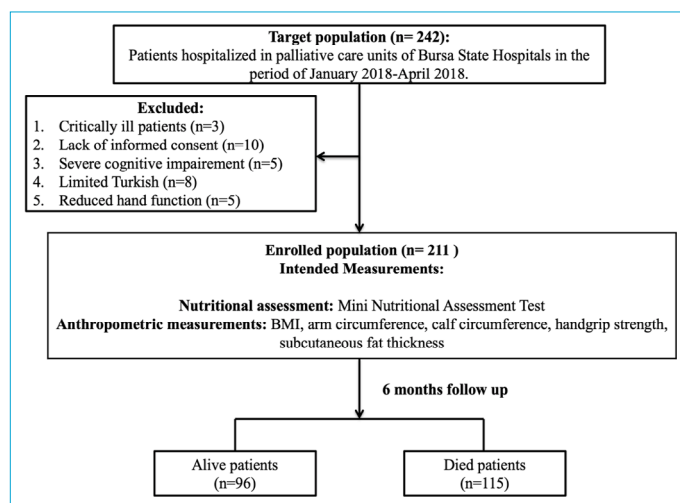 Target population (n= 242):
Patients hospitalized in palliative care units of Bursa State Hospitals in the
period of January 2018-April 2018.
Excluded:
1. Critically ill patients (n=3)
2. Lack of informed consent (n=10)
3. Severe cognitive impairement (n=5)
4. Limited Turkish (n=8)
5. Reduced hand function (n=5)
Enrolled population (n= 211 )
Intended Measurements:
Nutritional assessment: Mini Nutritional Assessment Test
Anthropometric measurements: BMI, arm circumference, calf circumference, handgrip strength,
subcutaneous fat thickness
6 months follow up
Alive patients
(n=96)
Died patients
(n=115)